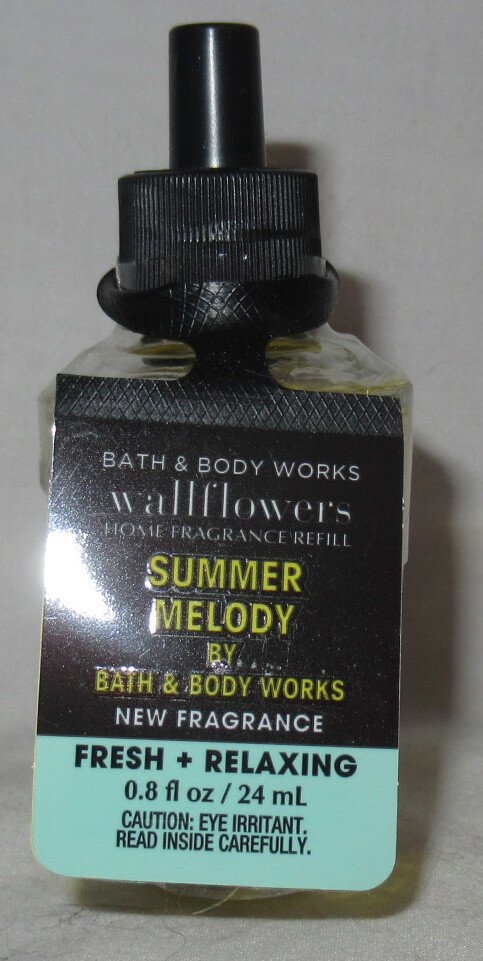 BATH & BODY WORKS
wallflowers
HOME FRAGRANCE REFILL
SUMMER
MELODY
BY
BATH & BODY WORKS
NEW FRAGRANCE
FRESH + RELAXING
0.8 fl oz / 24 mL
CAUTION: EYE IRRITANT.
READ INSIDE CAREFULLY.